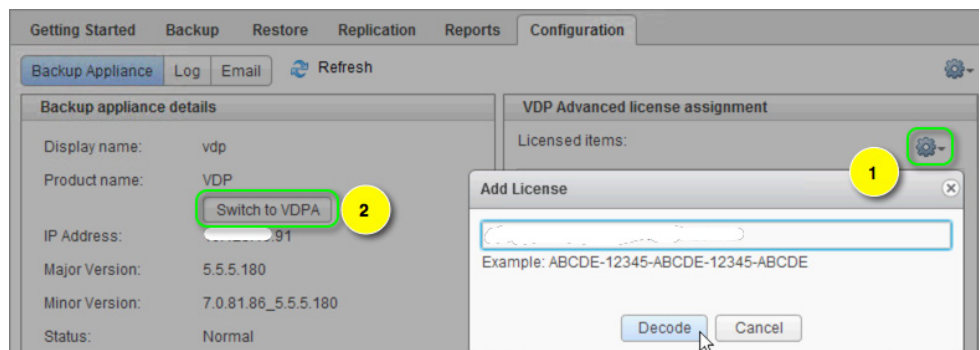 Getting Started Backup Restore Replication Reports Configuration
Backup Appliance Log Email Refresh
Backup appliance details
Display name: vdp
Product name: VDP
Switch to VDPA 2
IP Address: .91
Major Version: 5.5.5.180
Minor Version: 7.0.81.86_5.5.5.180
Status: Normal
VDP Advanced license assignment
Licensed items:
1
Add License
Example: ABCDE-12345-ABCDE-12345-ABCDE
Decode Cancel